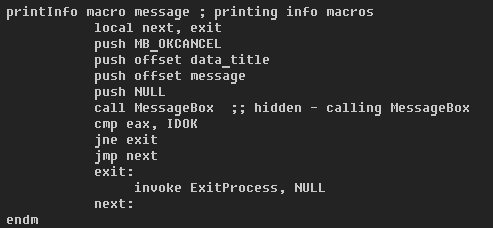 printInfo macro message ; printing info macros
local next, exit
push MB_OKCANCEL
push offset data_title
push offset message
push NULL
call MessageBox ;; hidden - calling MessageBox
cmp eax, IDOK
jne exit
jmp next
exit:
invoke ExitProcess, NULL
next:
endm